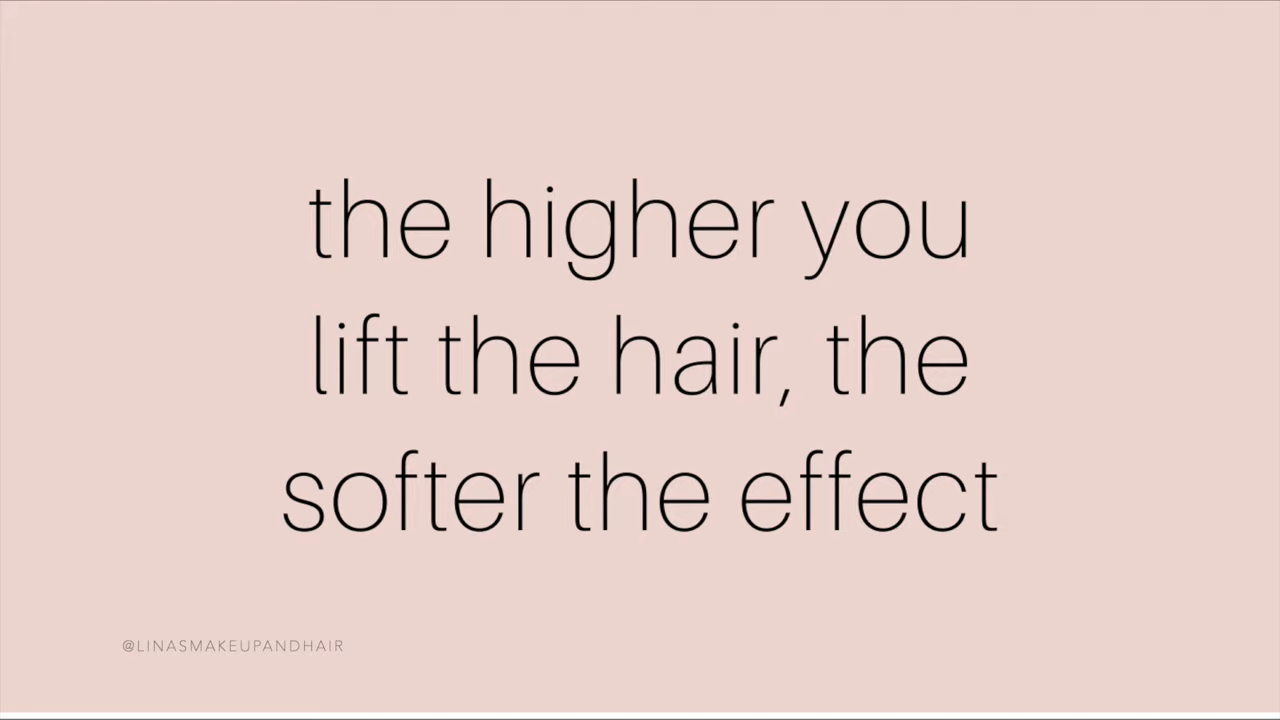 the higher you
lift the hair, the
softer the effect
@LINASMAKEUPANDHAIR